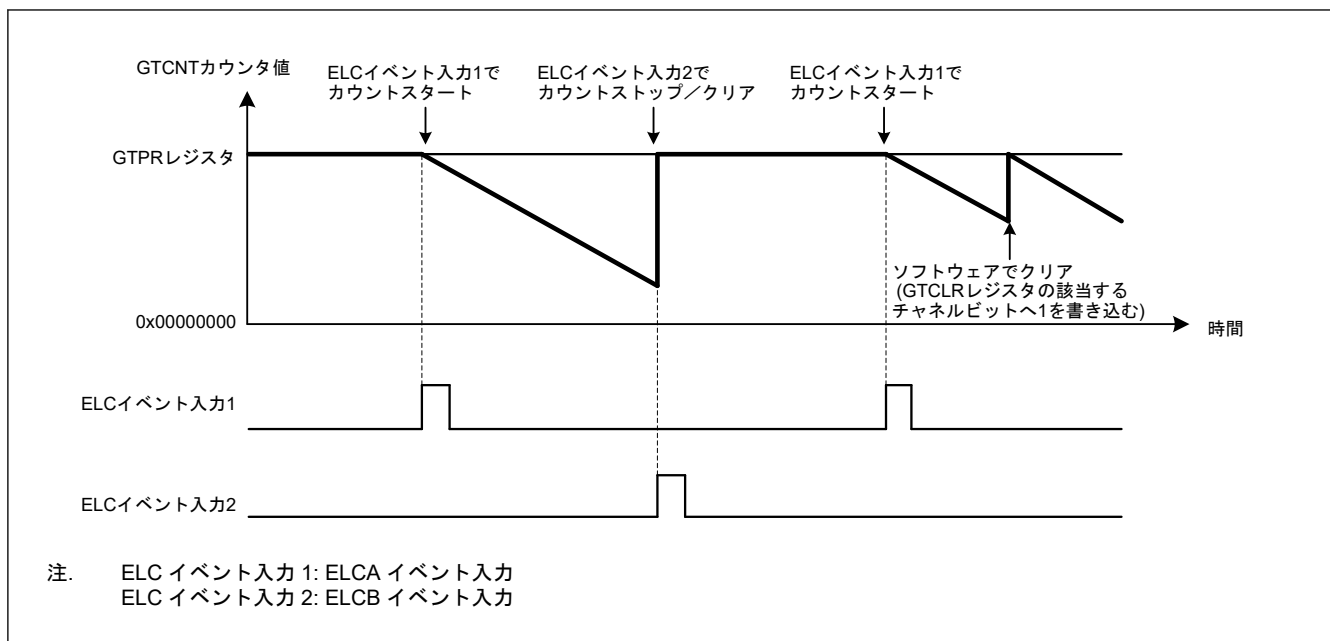 GTCNTカウンタ値
ELCイベント入力1で
カウントスタート
ELCイベント入力2で
カウントストップ／クリア
ELCイベント入力1で
カウントスタート
GTPRレジスタ
ソフトウェアでクリア
(GTCLRレジスタの該当する
チャネルビットへ1を書き込む)
0x00000000
時間
ELCイベント入力1
ELCイベント入力2
注. ELC イベント入力 1: ELCA イベント入力
ELC イベント入力 2: ELCB イベント入力